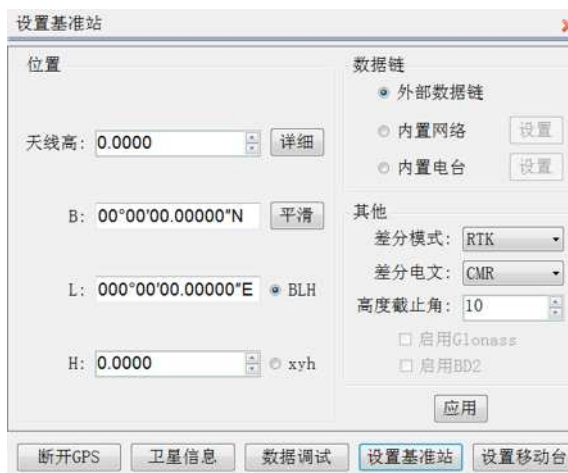 设置基准站
位置
天线高: 0.0000 详细
B: 00°00'00.00000"N 平滑
L: 000°00'00.00000"E BLH
H: 0.0000 xyh
数据链
外部数据链
内置网络 设置
内置电台 设置
其他
差分模式: RTK
差分电文: CMR
高度截止角: 10
启用Glonass
启用BD2
应用
断开GPS 卫星信息 数据调试 设置基准站 设置移动台